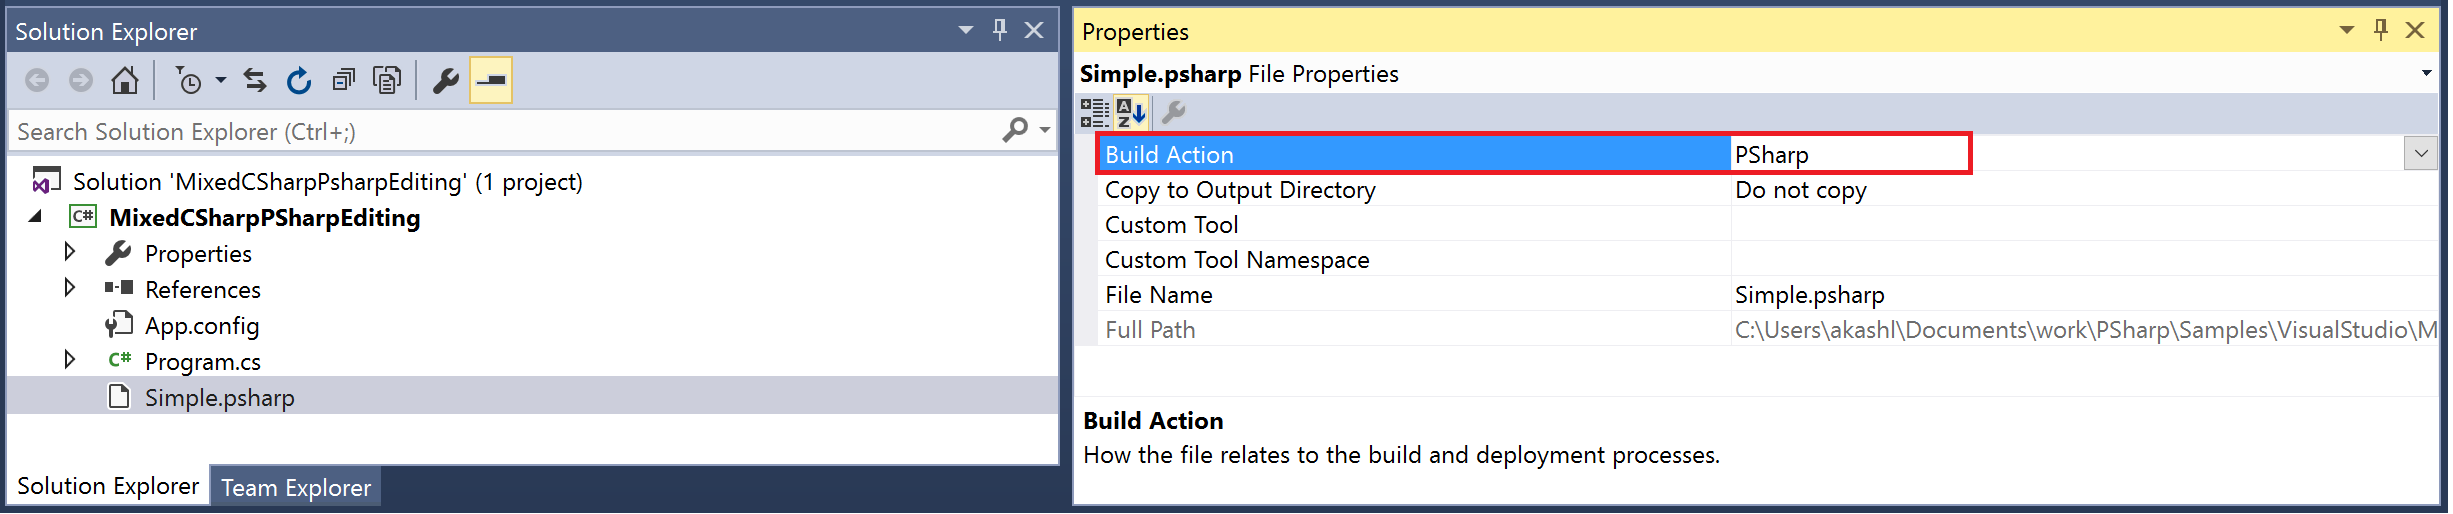 Solution Explorer
Search Solution Explorer (Ctrl+;)
Solution 'MixedCSharpPsharpEditing' (1 project)
C# MixedCSharpPSharpEditing
Properties
References
App.config
C# Program.cs
Simple.psharp
Solution Explorer Team Explorer
Properties
Simple.psharp File Properties
A
Z
Build Action PSharp
Copy to Output Directory Do not copy
Custom Tool
Custom Tool Namespace
File Name Simple.psharp
Full Path C:\Users\akashl\Documents\work\PSharp\Samples\VisualStudio\M
Build Action
How the file relates to the build and deployment processes.